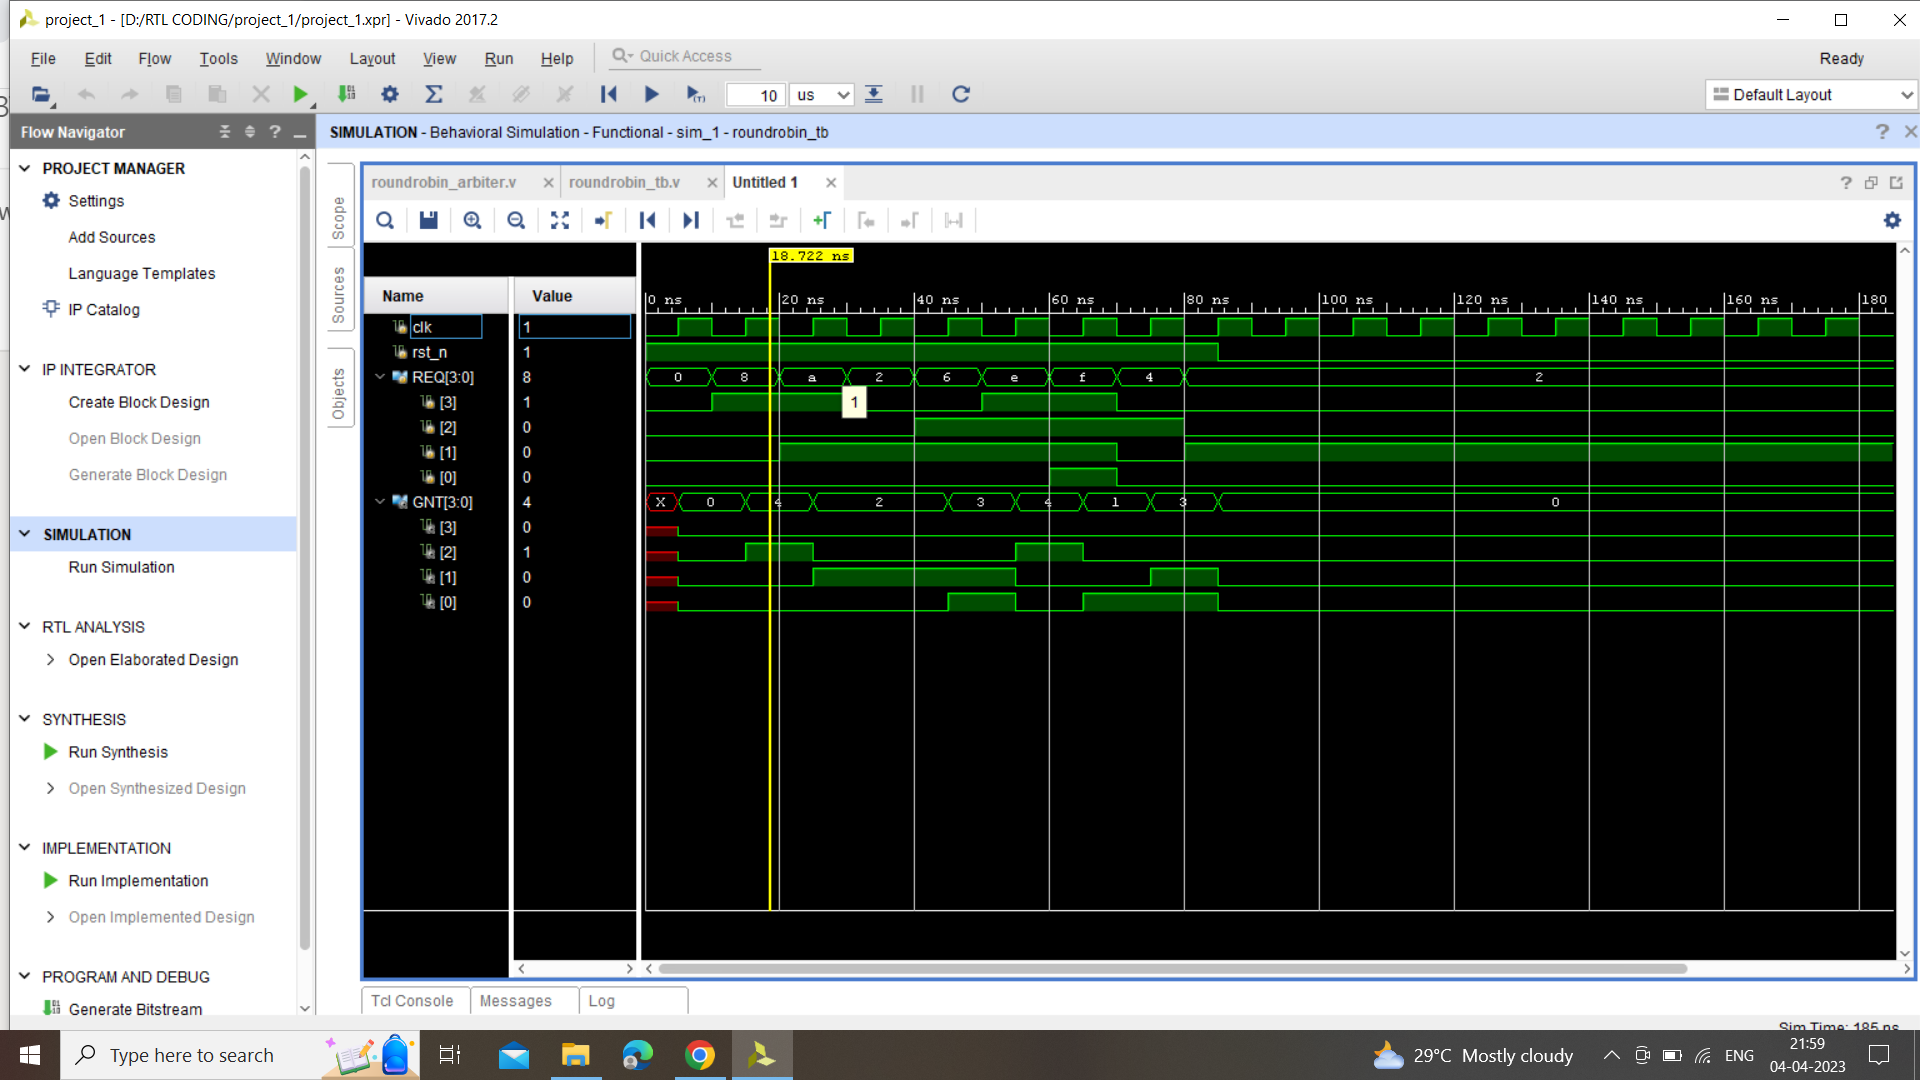 project_1 - [D:/RTL CODING/project_1/project_1.xpr] - Vivado 2017.2
File Edit Flow Tools Window Layout View Run Help Quick Access Ready
10 us Default Layout
Flow Navigator
SIMULATION - Behavioral Simulation - Functional - sim_1 - roundrobin_tb
PROJECT MANAGER
Settings
Add Sources
Language Templates
IP Catalog
IP INTEGRATOR
Create Block Design
Open Block Design
Generate Block Design
SIMULATION
Run Simulation
RTL ANALYSIS
Open Elaborated Design
SYNTHESIS
Run Synthesis
Open Synthesized Design
IMPLEMENTATION
Run Implementation
Open Implemented Design
PROGRAM AND DEBUG
Generate Bitstream
Scope
Sources
Objects
roundrobin_arbiter.v roundrobin_tb.v Untitled 1
18.722 ns
Name Value
0 ns 20 ns 40 ns 60 ns 80 ns 100 ns 120 ns 140 ns 160 ns 180
clk 1
rst_n 1
REQ[3:0] 8 0 8 a 2 6 e f 4 2
[3] 1 1
[2] 0
[1] 0
[0] 0
GNT[3:0] 4 X 0 4 2 3 4 1 3 0
[3] 0
[2] 1
[1] 0
[0] 0
Tcl Console Messages Log
Sim Time: 185 ns
Type here to search
29°C Mostly cloudy
ENG
21:59
04-04-2023